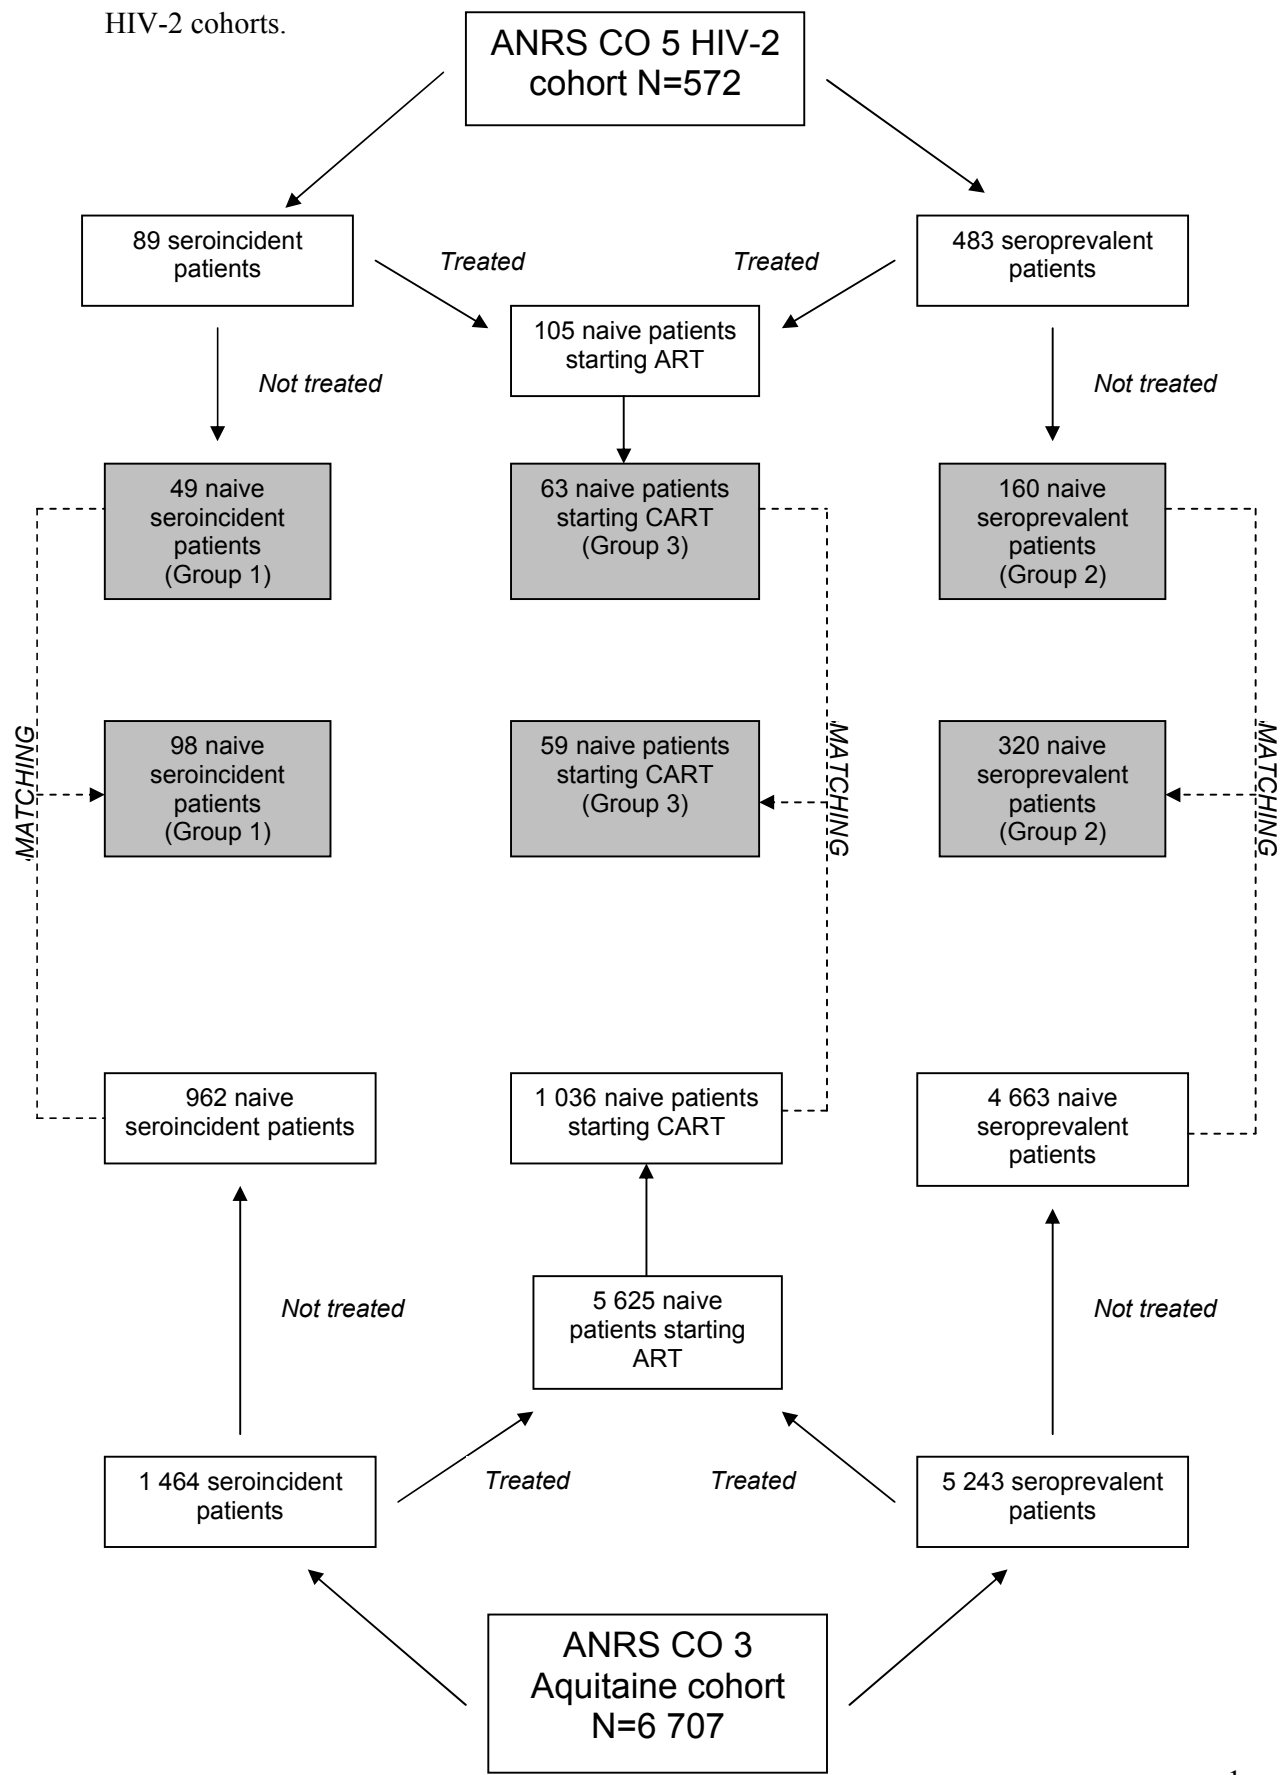 HIV-2 cohorts.
ANRS CO 5 HIV-2
cohort N=572
89 seroincident
patients
Treated
Treated
483 seroprevalent
patients
105 naive patients
starting ART
Not treated
Not treated
49 naive
seroincident
patients
(Group 1)
63 naive patients
starting CART
(Group 3)
160 naive
seroprevalent
patients
(Group 2)
MATCHING
98 naive
seroincident
patients
(Group 1)
59 naive patients
starting CART
(Group 3)
MATCHING
320 naive
seroprevalent
patients
(Group 2)
MATCHING
962 naive
seroincident patients
1 036 naive patients
starting CART
4 663 naive
seroprevalent
patients
Not treated
5 625 naive
patients starting
ART
Not treated
1 464 seroincident
patients
Treated
Treated
5 243 seroprevalent
patients
ANRS CO 3
Aquitaine cohort
N=6 707